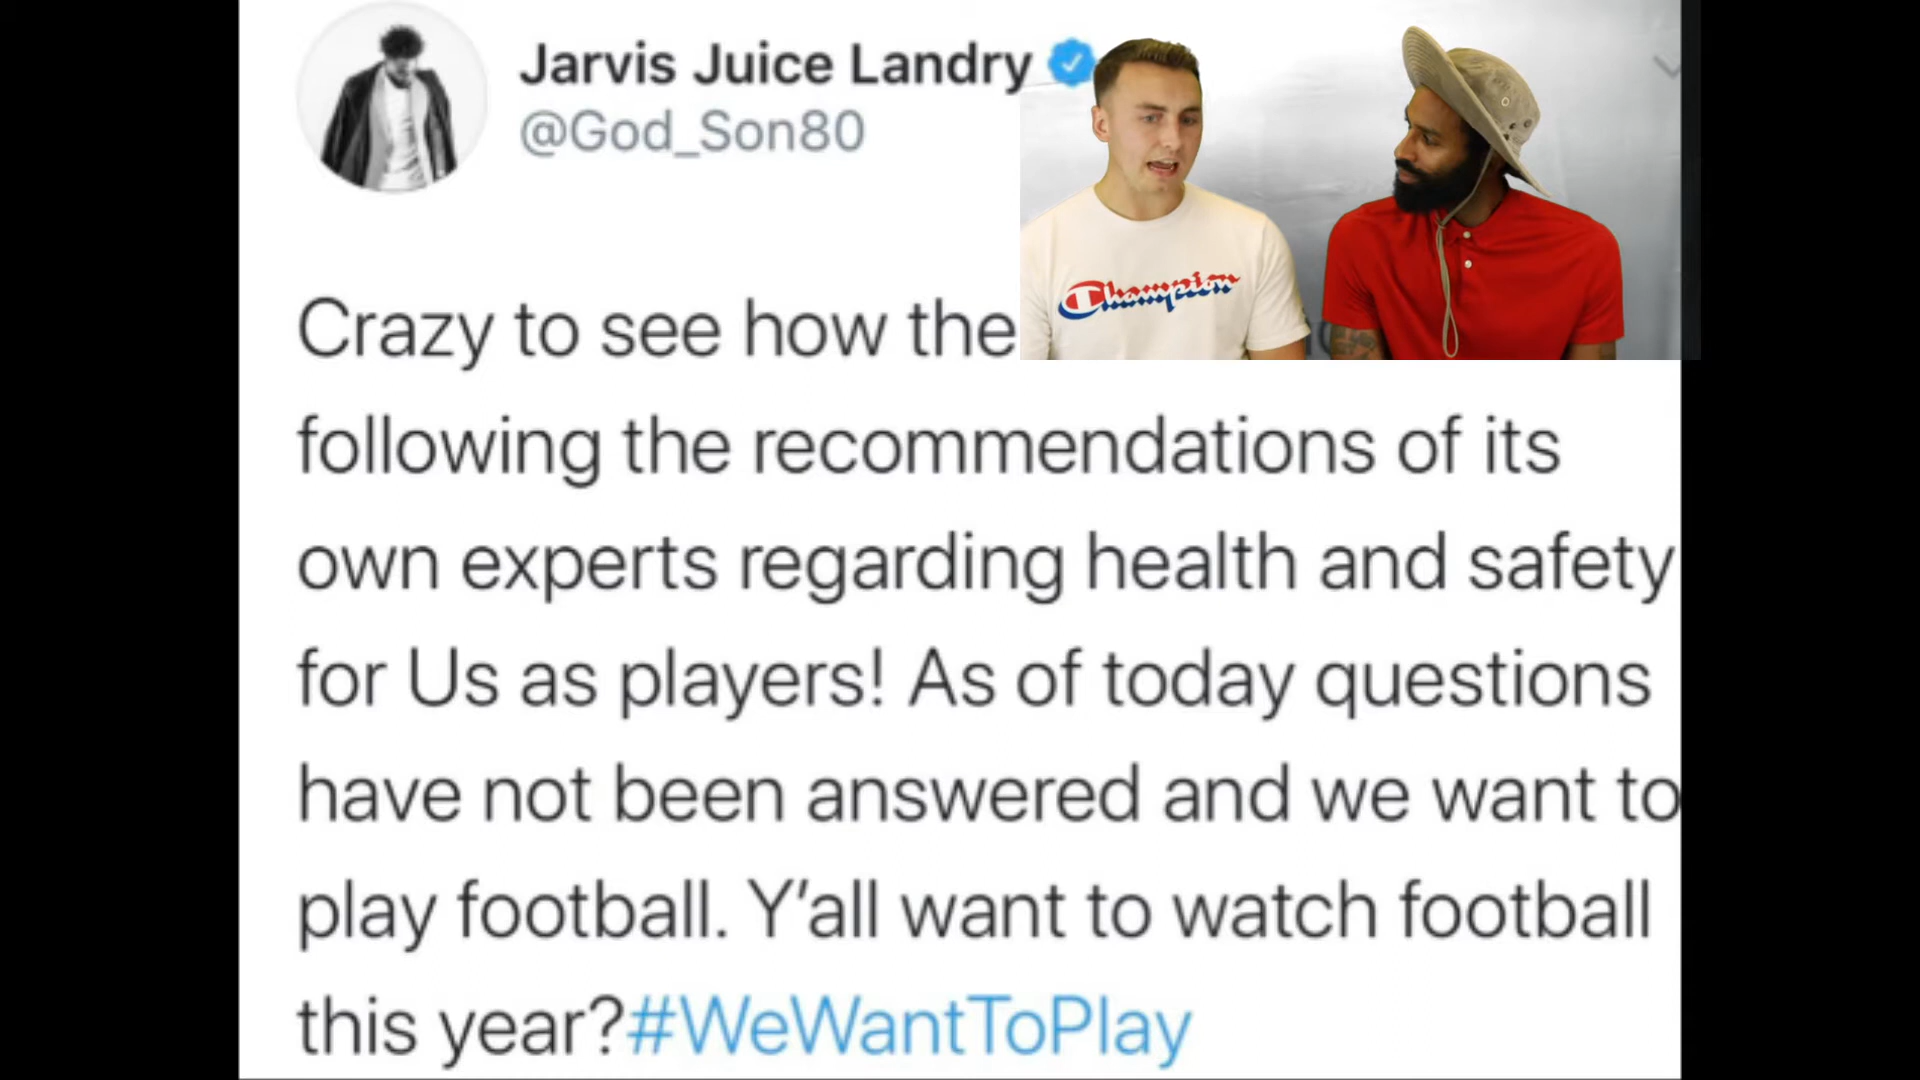 Jarvis Juice Landry
@God_Son80
Champion
Crazy to see how the
following the recommendations of its
own experts regarding health and safety
for Us as players! As of today questions
have not been answered and we want to
play football. Y'all want to watch football
this year?#WeWantToPlay